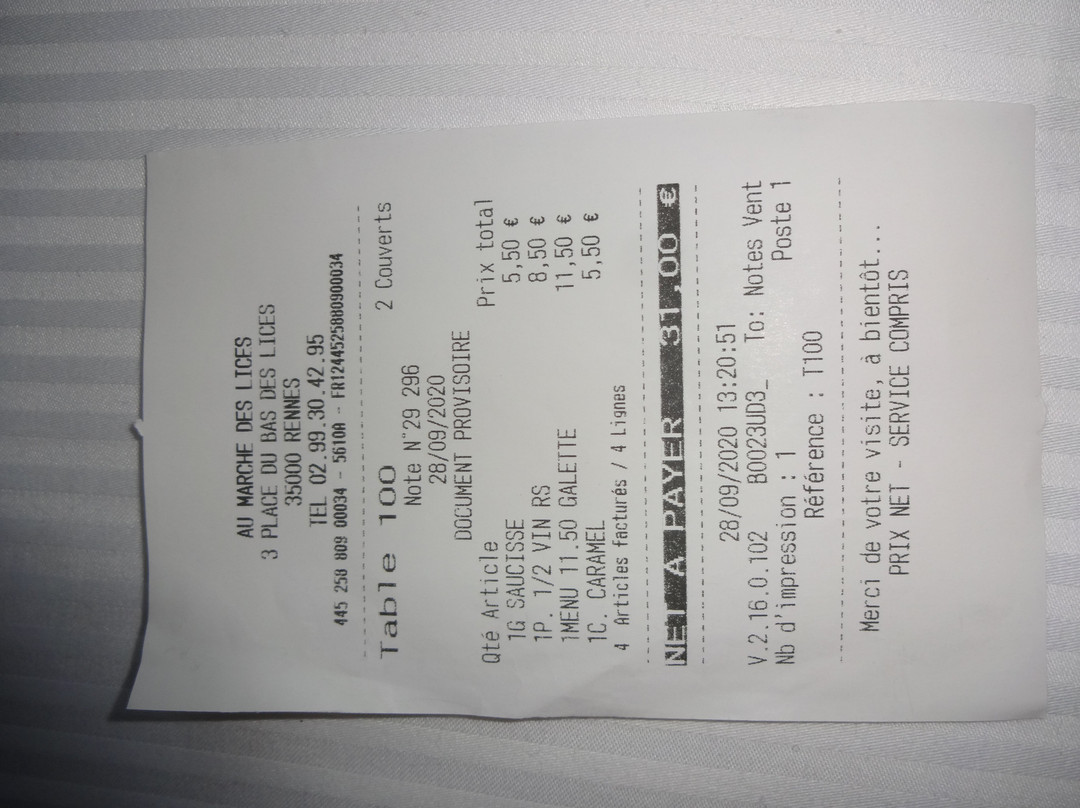 AU MARCHE DES LICES
3 PLACE DU BAS DES LICES
35000 RENNES
TEL 02.99.30.42.95
445 258 809 00034 - 5610A -- FR12445258809000034
Table 100 2 Couverts
Note N°29 296
28/09/2020
DOCUMENT PROVISOIRE
Qté Article Prix total
1G SAUCISSE 5,50 €
1P. 1/2 VIN RS 8,50 €
1MENU 11.50 GALETTE 11,50 €
1C. CARAMEL 5,50 €
4 Articles facturés / 4 Lignes
NET A PAYER 31,00 €
28/09/2020 13:20:51
V.2.16.0.102 B0023UD3_ To: Notes Vent
Nb d'impression : 1 Poste 1
Référence : T100
Merci de votre visite, à bientôt...
PRIX NET - SERVICE COMPRIS